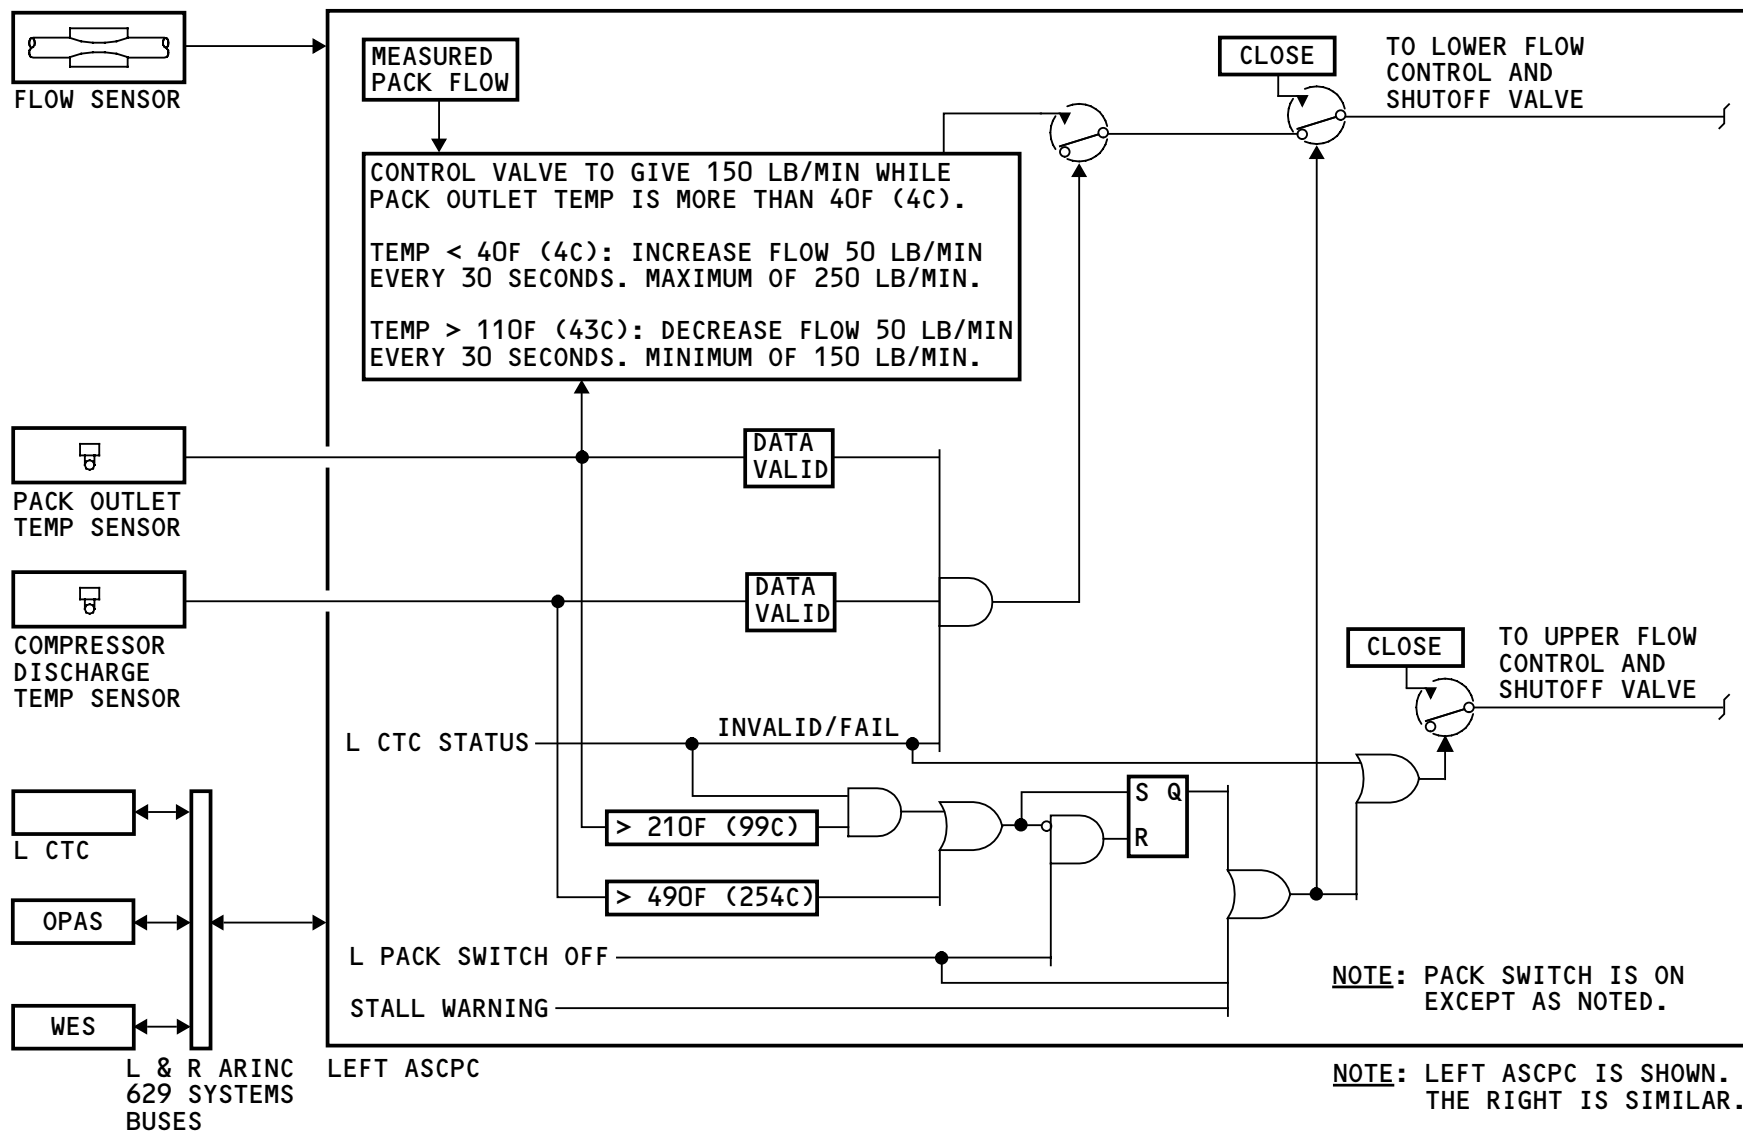 FLOW SENSOR
MEASURED
PACK FLOW
CLOSE
TO LOWER FLOW
CONTROL AND
SHUTOFF VALVE
CONTROL VALVE TO GIVE 150 LB/MIN WHILE
PACK OUTLET TEMP IS MORE THAN 40F (4C).
TEMP < 40F (4C): INCREASE FLOW 50 LB/MIN
EVERY 30 SECONDS. MAXIMUM OF 250 LB/MIN.
TEMP > 110F (43C): DECREASE FLOW 50 LB/MIN
EVERY 30 SECONDS. MINIMUM OF 150 LB/MIN.
PACK OUTLET
TEMP SENSOR
DATA
VALID
COMPRESSOR
DISCHARGE
TEMP SENSOR
DATA
VALID
CLOSE
TO UPPER FLOW
CONTROL AND
SHUTOFF VALVE
L CTC STATUS
INVALID/FAIL
> 210F (99C)
S Q
R
> 490F (254C)
L PACK SWITCH OFF
STALL WARNING
L CTC
OPAS
WES
L & R ARINC
629 SYSTEMS
BUSES
LEFT ASCPC
NOTE: PACK SWITCH IS ON
EXCEPT AS NOTED.
NOTE: LEFT ASCPC IS SHOWN.
THE RIGHT IS SIMILAR.